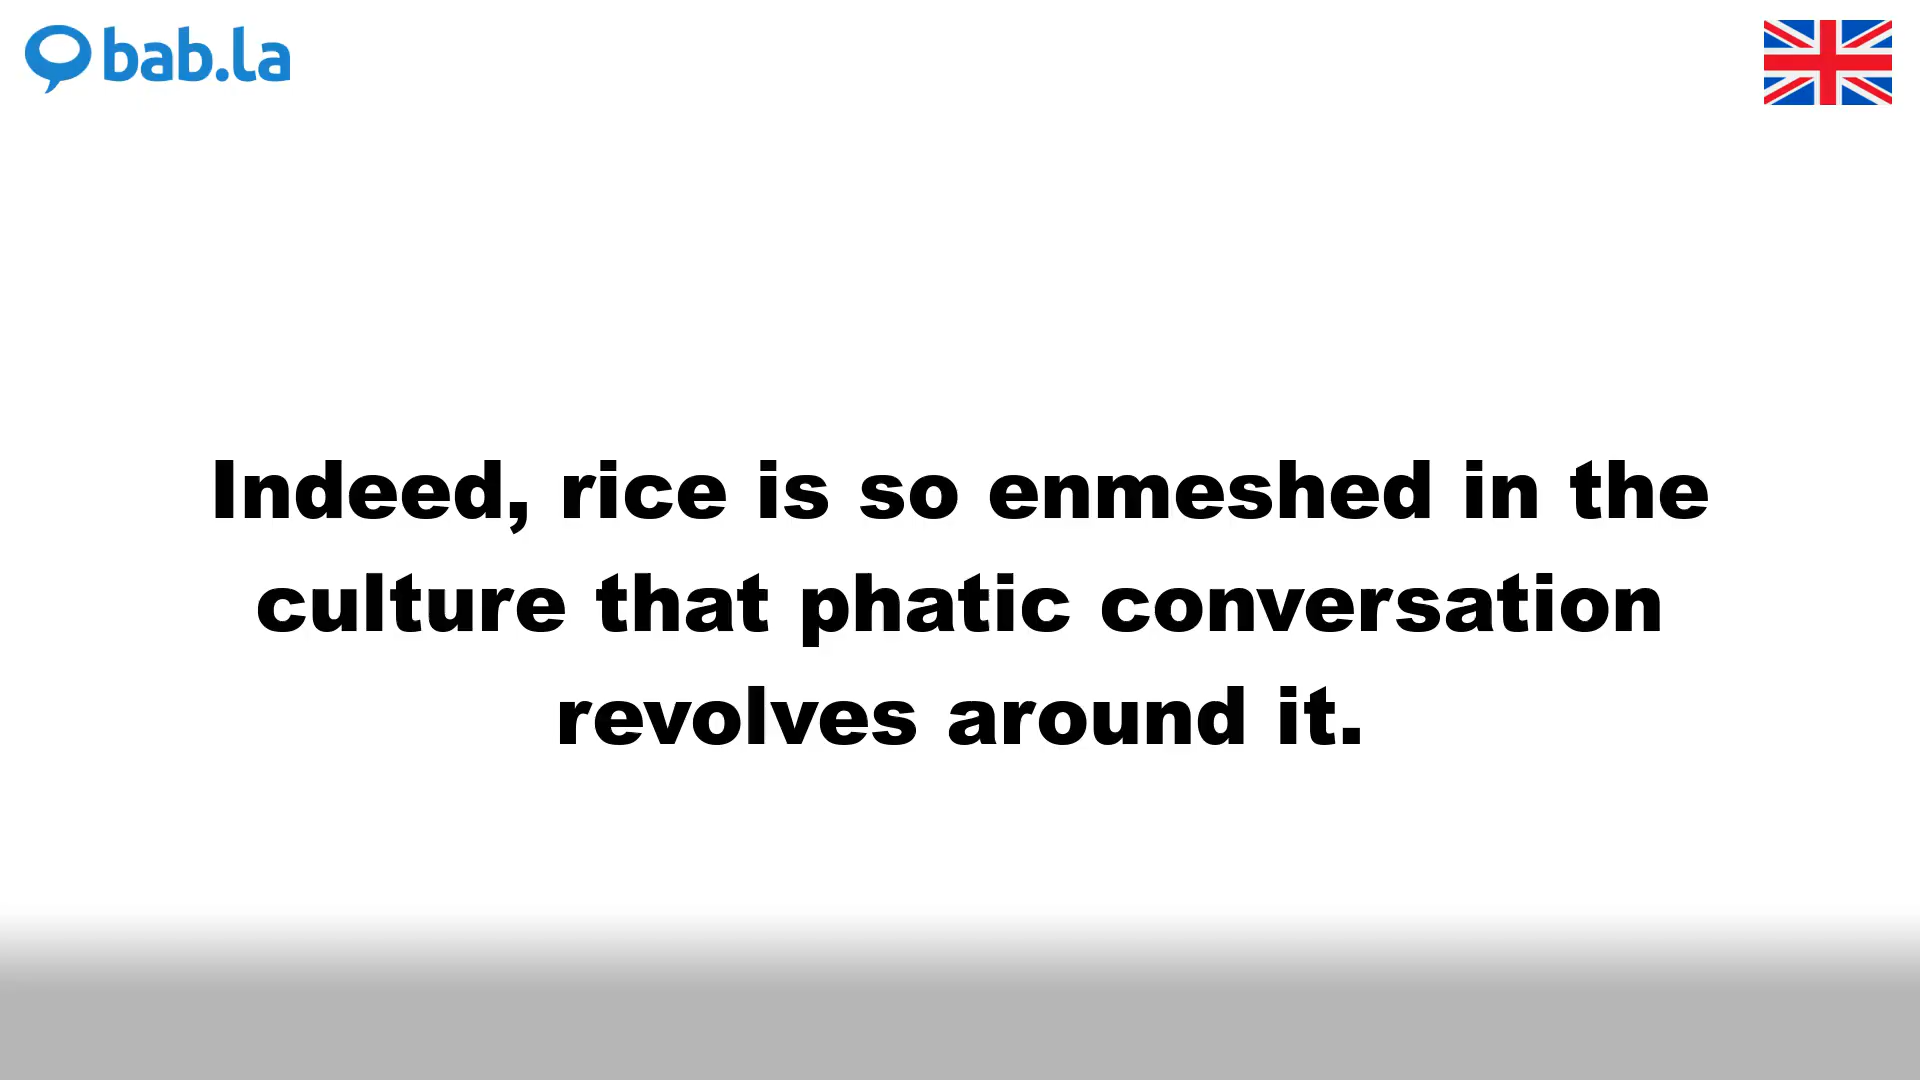 bab.la
Indeed, rice is so enmeshed in the
culture that phatic conversation
revolves around it.